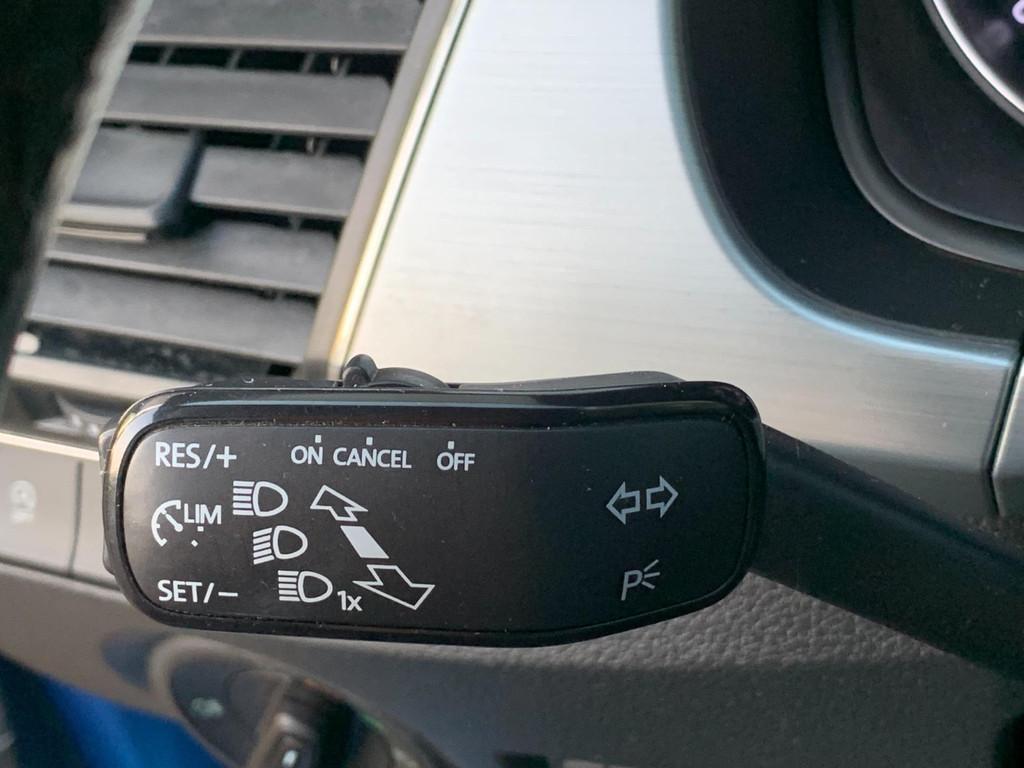 RES/+ ON CANCEL OFF
LIM
SET/- 1x P